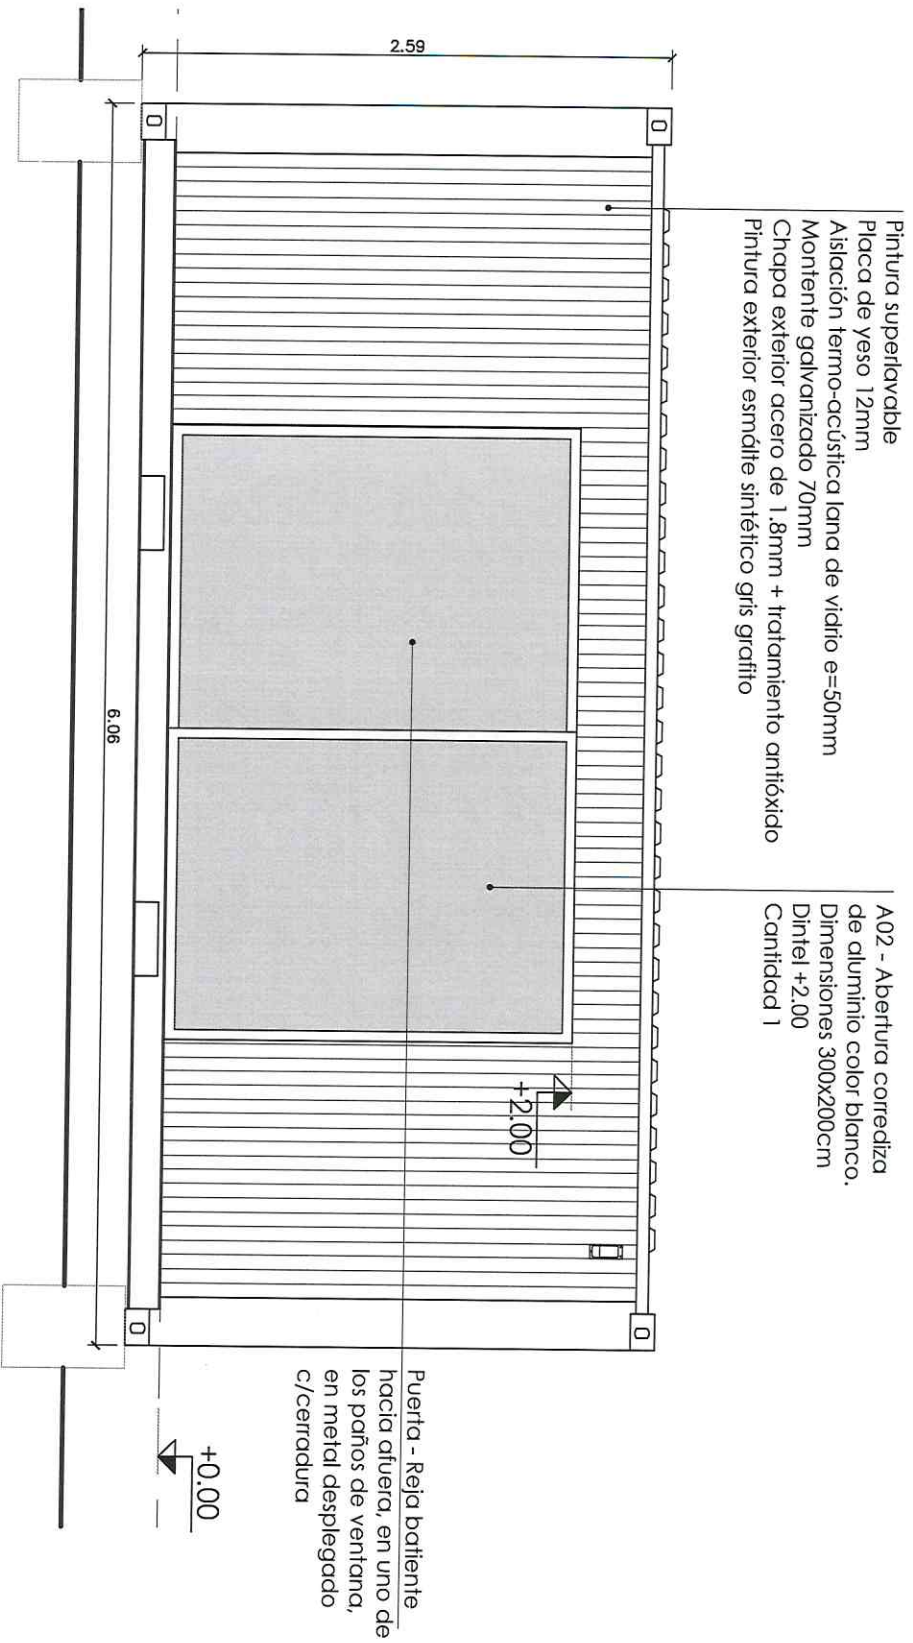 Pintura superlavable
Placa de yeso 12mm
Aislación termo-acústica lana de vidrio e=50mm
Montente galvanizado 70mm
Chapa exterior acero de 1.8mm + tratamiento antióxido
Pintura exterior esmálte sintético gris grafito
A02 - Abertura corrediza
de aluminio color blanco.
Dimensiones 300x200cm
Dintel +2.00
Cantidad 1
2.59
+2.00
6.06
Puerta - Reja batiente
hacia afuera, en uno de
los paños de ventana,
en metal desplegado
c/cerradura
+0.00